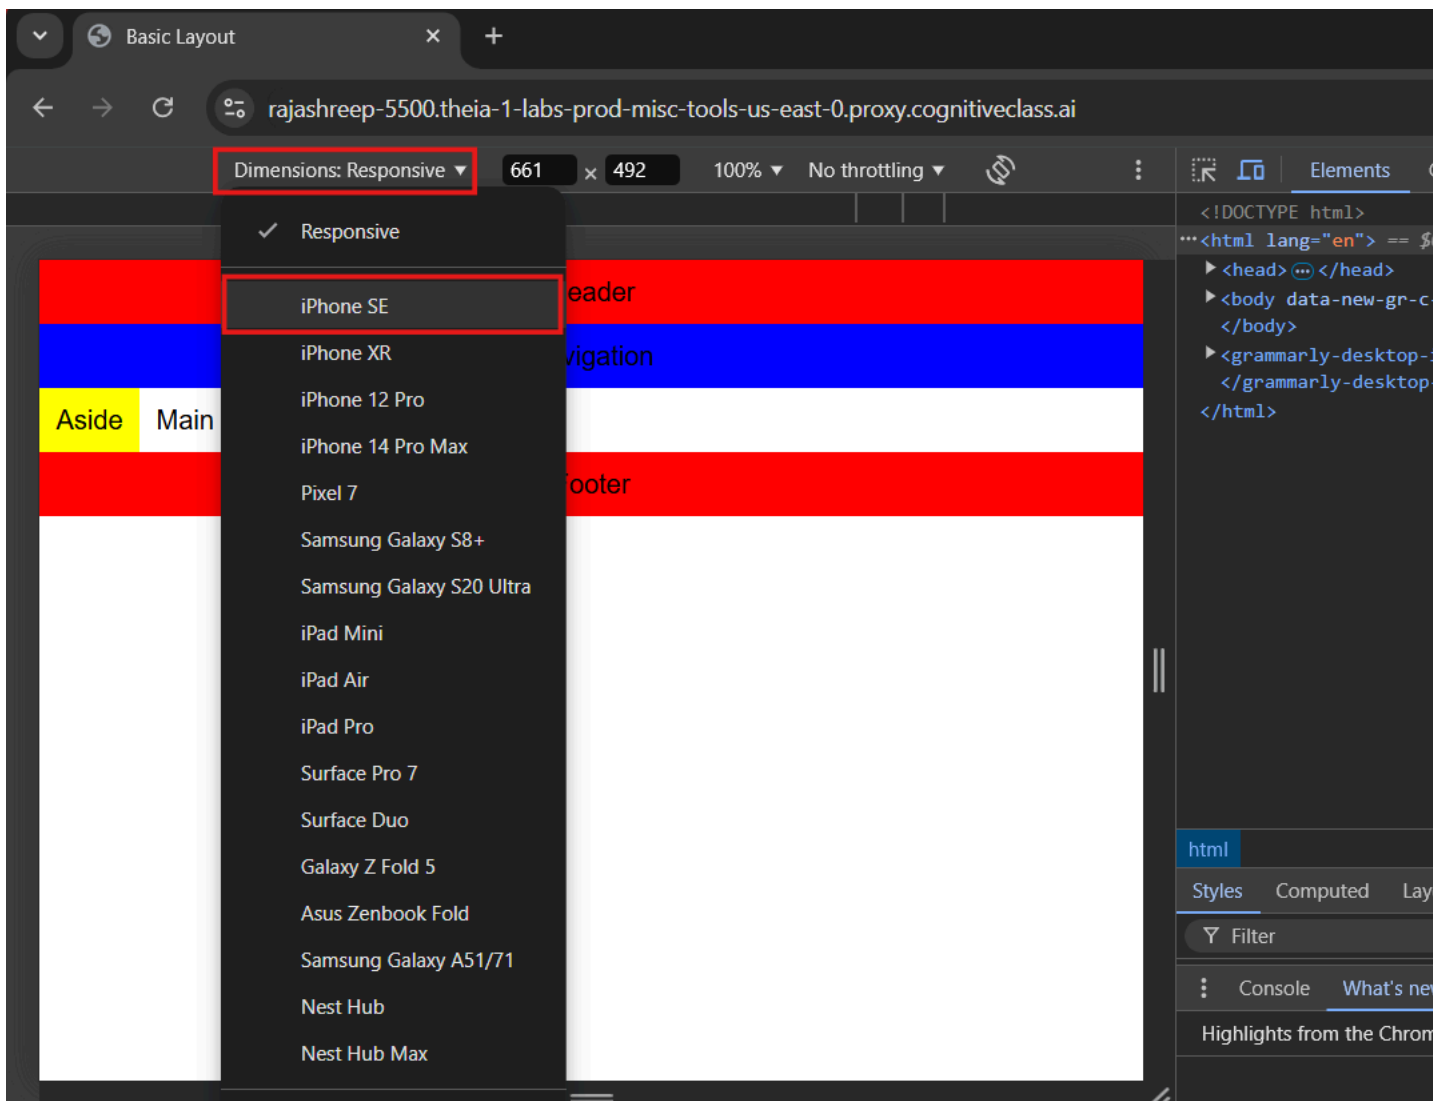 Basic Layout
rajashreep-5500.theia-1-labs-prod-misc-tools-us-east-0.proxy.cognitiveclass.ai
Dimensions: Responsive 661 × 492 100% No throttling
Elements
Responsive
iPhone SE
iPhone XR
iPhone 12 Pro
iPhone 14 Pro Max
Pixel 7
Samsung Galaxy S8+
Samsung Galaxy S20 Ultra
iPad Mini
iPad Air
iPad Pro
Surface Pro 7
Surface Duo
Galaxy Z Fold 5
Asus Zenbook Fold
Samsung Galaxy A51/71
Nest Hub
Nest Hub Max
eader
vigation
Aside Main
ooter
<!DOCTYPE html>
<html lang="en"> == $
<head> </head>
<body data-new-gr-c-
</body>
<grammarly-desktop-
</grammarly-desktop-
</html>
html
Styles Computed Lay
Filter
Console What's ne
Highlights from the Chrom